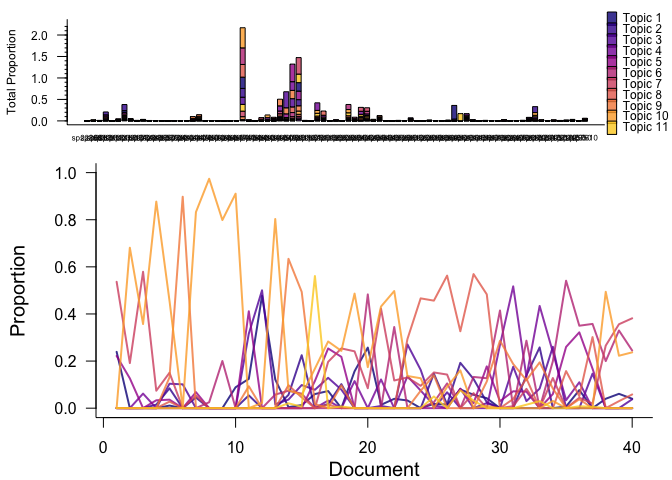 Total Proportion
2.0
1.5
1.0
0.5
0.0
Topic 1
Topic 2
Topic 3
Topic 4
Topic 5
Topic 6
Topic 7
Topic 8
Topic 9
Topic 10
Topic 11
Proportion
1.0
0.8
0.6
0.4
0.2
0.0
0 10 20 30 40
Document